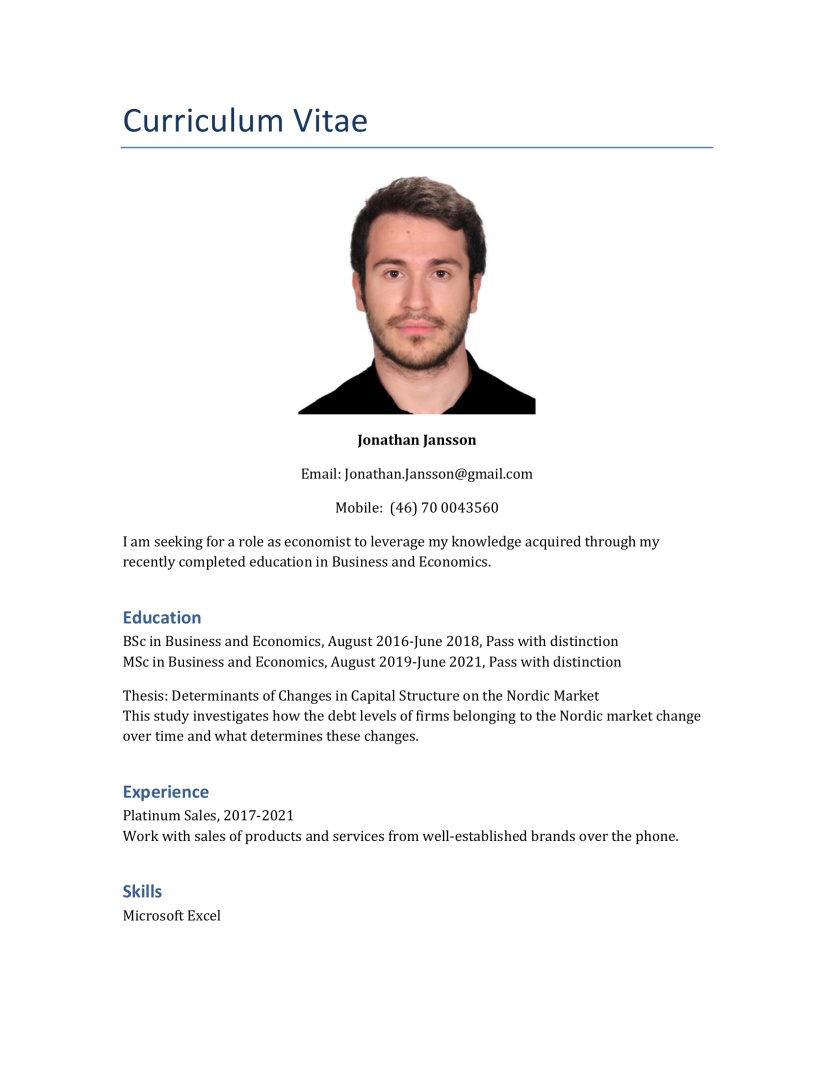 Curriculum Vitae
Jonathan Jansson
Email: Jonathan.Jansson@gmail.com
Mobile:  (46) 70 0043560
I am seeking for a role as economist to leverage my knowledge acquired through my
recently completed education in Business and Economics.
Education
BSc in Business and Economics, August 2016-June 2018, Pass with distinction
MSc in Business and Economics, August 2019-June 2021, Pass with distinction
Thesis: Determinants of Changes in Capital Structure on the Nordic Market
This study investigates how the debt levels of firms belonging to the Nordic market change
over time and what determines these changes.
Experience
Platinum Sales, 2017-2021
Work with sales of products and services from well-established brands over the phone.
Skills
Microsoft Excel